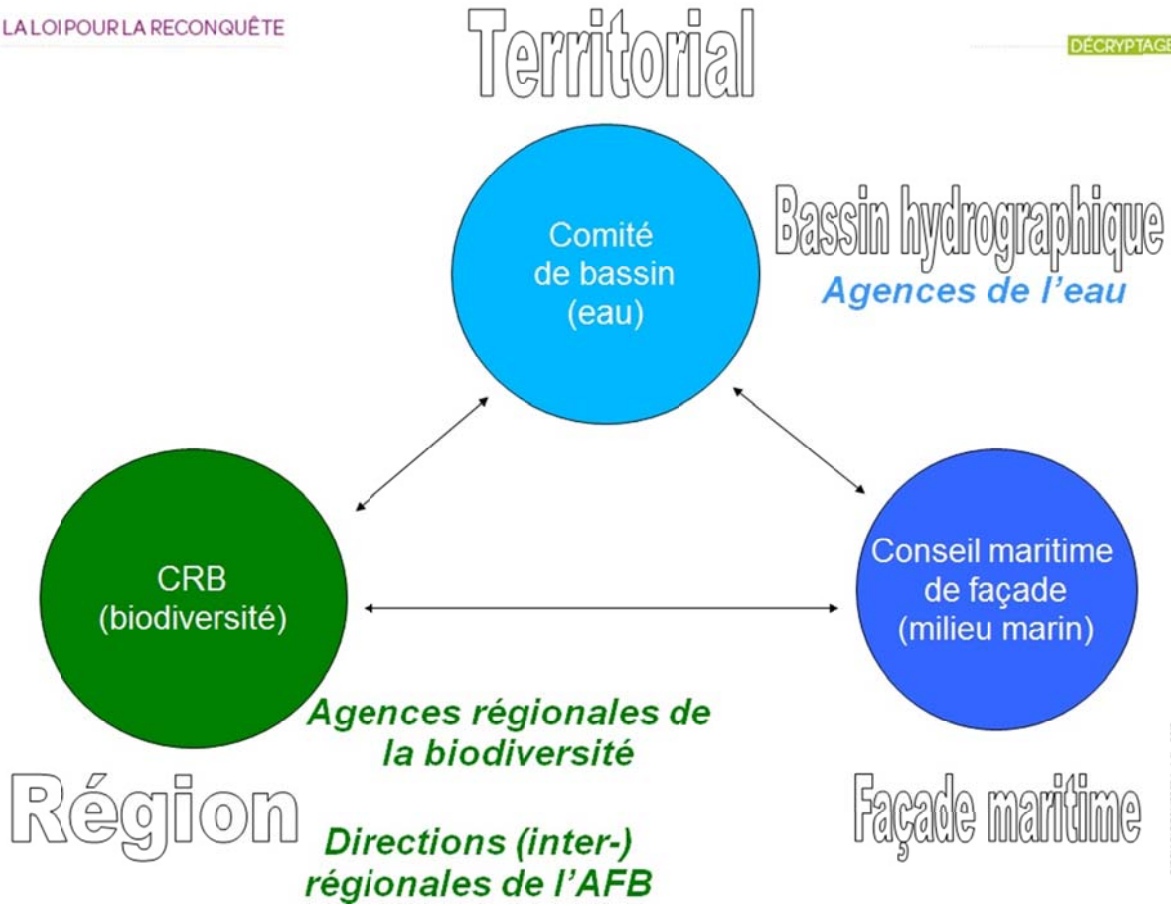 LA LOI POUR LA RECONQUÊTE
DÉCRYPTAGE
Territorial
Comité
de bassin
(eau)
Bassin hydrographique
Agences de l'eau
CRB
(biodiversité)
Conseil maritime
de façade
(milieu marin)
Agences régionales de
la biodiversité
Région
Façade maritime
Directions (inter-)
régionales de l'AFB